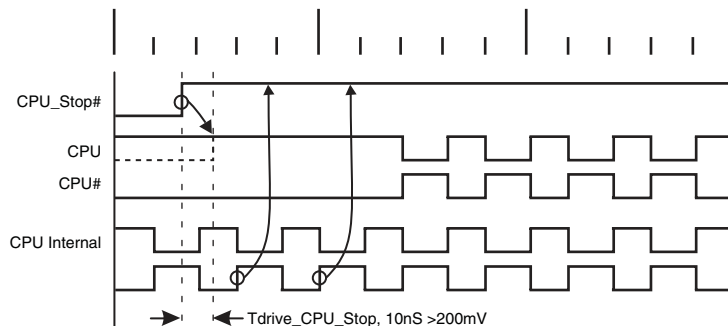 CPU_Stop#
CPU
CPU#
CPU Internal
Tdrive_CPU_Stop, 10nS >200mV